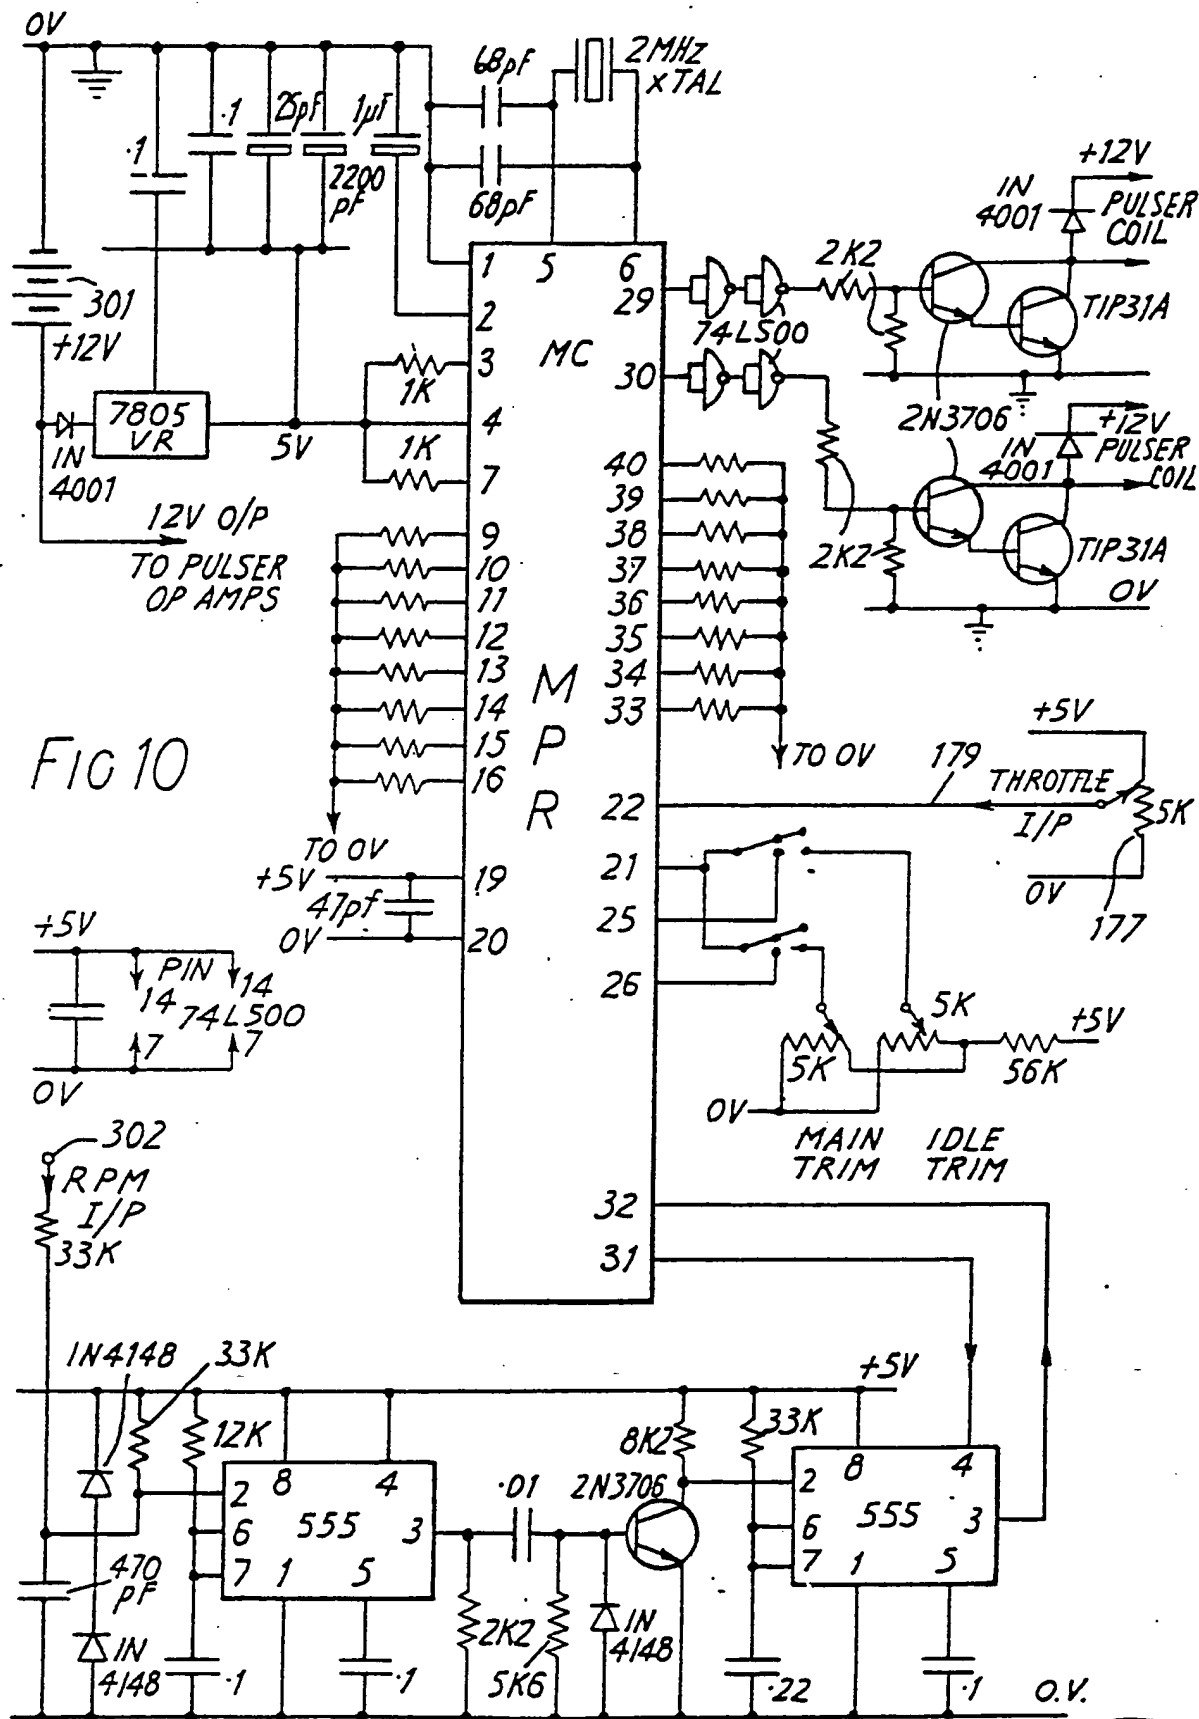 0V
68pF
2MHz
XTAL
.1
.1
25pF
1µF
2200
pF
68pF
301
+12V
7805
VR
IN
4001
5V
12V O/P
TO PULSER
OP AMPS
1K
1K
MC
M
P
R
1
2
3
4
7
9
10
11
12
13
14
15
16
19
20
5
6
29
30
40
39
38
37
36
35
34
33
22
21
25
26
32
31
TO 0V
+5V
47pf
0V
74LS00
2K2
2N3706
TIP31A
IN
4001
+12V
PULSER
COIL
2K2
IN
4001
+12V
PULSER
COIL
TIP31A
0V
TO 0V
179
THROTTLE
I/P
+5V
5K
0V
177
5K
5K
56K
+5V
0V
MAIN
TRIM
IDLE
TRIM
FIG 10
+5V
PIN
14
14
74LS00
7
7
0V
302
RPM
I/P
33K
IN4148
33K
12K
470
pF
IN
4148
.1
2
6
7
8
4
555
3
1
5
.1
2K2
.01
5K6
2N3706
IN
4148
8K2
33K
.22
+5V
2
6
7
8
4
555
3
1
5
.1
O.V.